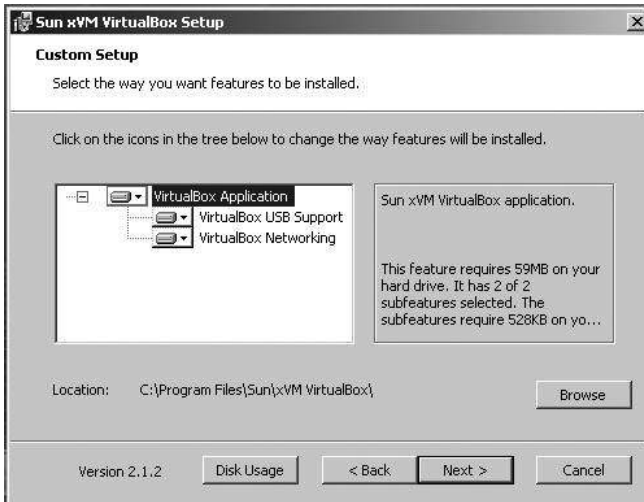 Sun xVM VirtualBox Setup
Custom Setup
Select the way you want features to be installed.
Click on the icons in the tree below to change the way features will be installed.
VirtualBox Application
VirtualBox USB Support
VirtualBox Networking
Sun xVM VirtualBox application.
This feature requires 59MB on your
hard drive. It has 2 of 2
subfeatures selected. The
subfeatures require 528KB on yo...
Location: C:\Program Files\Sun\xVM VirtualBox\
Browse
Version 2.1.2
Disk Usage
< Back
Next >
Cancel